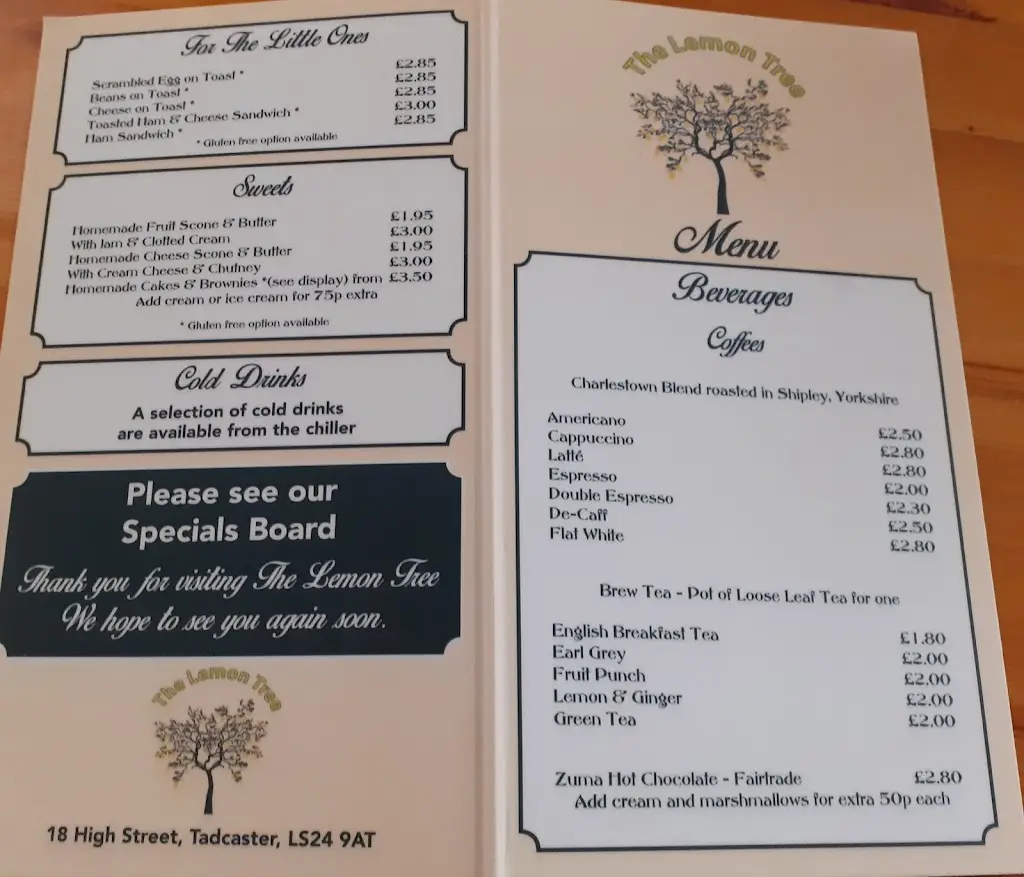 For The Little Ones
Scrambled Egg on Toast * £2.85
Beans on Toast * £2.85
Cheese on Toast * £2.85
Toasted Ham & Cheese Sandwich * £3.00
Ham Sandwich * £2.85
* Gluten free option available
Sweets
Homemade Fruit Scone & Butter £1.95
With Jam & Clotted Cream £3.00
Homemade Cheese Scone & Butter £1.95
With Cream Cheese & Chutney £3.00
Homemade Cakes & Brownies *(see display) from £3.50
Add cream or ice cream for 75p extra
* Gluten free option available
Cold Drinks
A selection of cold drinks
are available from the chiller
Please see our
Specials Board
Thank you for visiting The Lemon Tree
We hope to see you again soon.
The Lemon Tree
18 High Street, Tadcaster, LS24 9AT
The Lemon Tree
Menu
Beverages
Coffees
Charlestown Blend roasted in Shipley, Yorkshire
Americano £2.50
Cappuccino £2.80
Latté £2.80
Espresso £2.00
Double Espresso £2.30
De-Caff £2.50
Flat White £2.80
Brew Tea - Pot of Loose Leaf Tea for one
English Breakfast Tea £1.80
Earl Grey £2.00
Fruit Punch £2.00
Lemon & Ginger £2.00
Green Tea £2.00
Zuma Hot Chocolate - Fairtrade £2.80
Add cream and marshmallows for extra 50p each